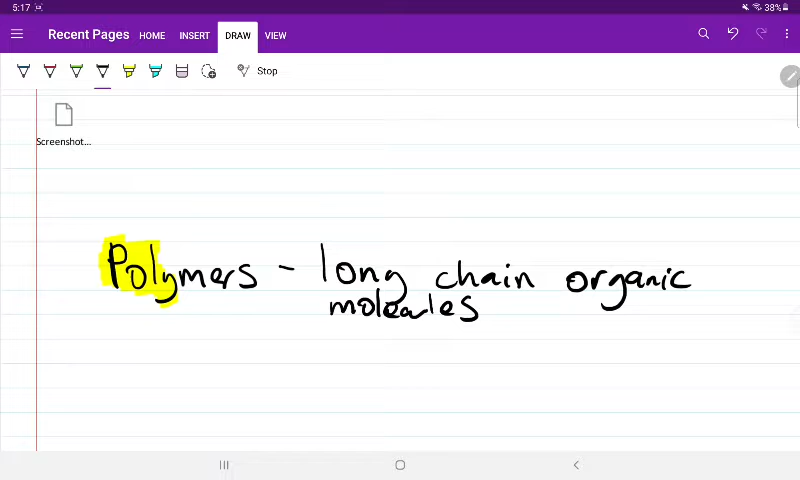 5:17 38%
Recent Pages HOME INSERT DRAW VIEW
Stop
Screenshot...
Polymers - long chain organic
molecules